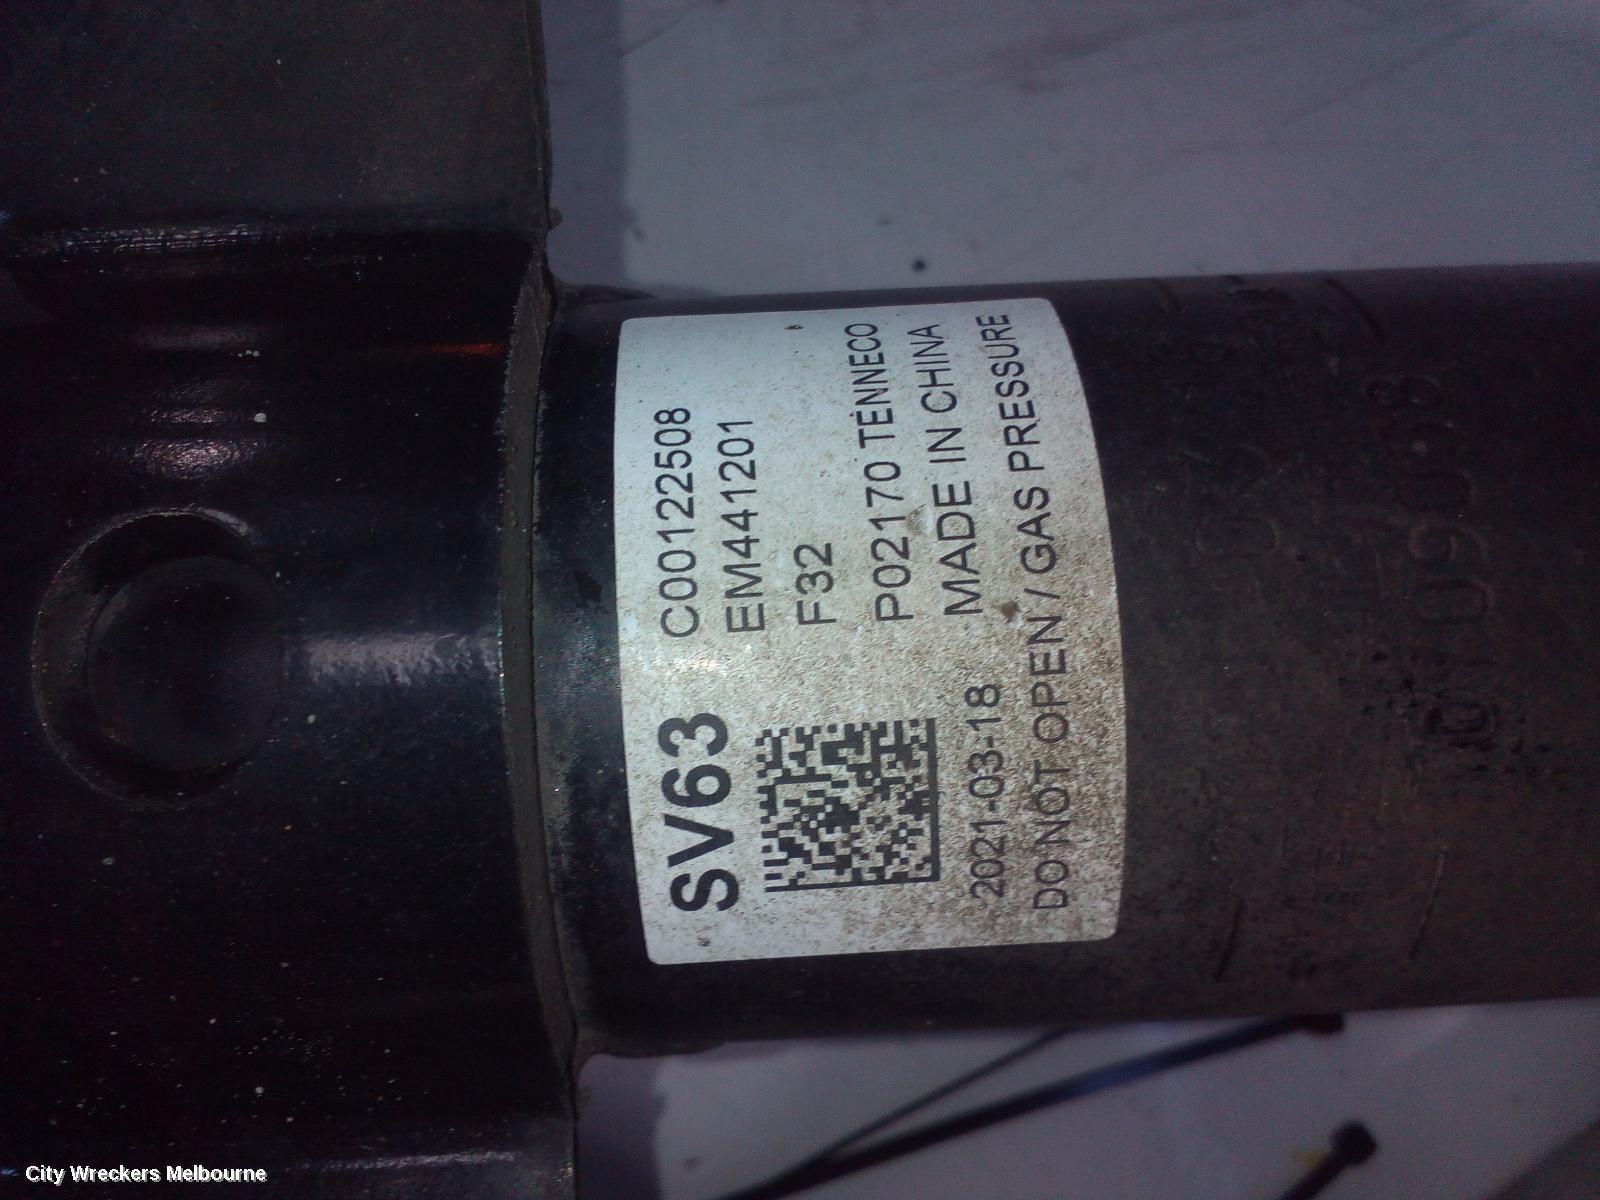 SV63
C00122508
EM441201
F32
P02170 TENNECO
MADE IN CHINA
2021-03-18
DO NOT OPEN / GAS PRESSURE
City Wreckers Melbourne